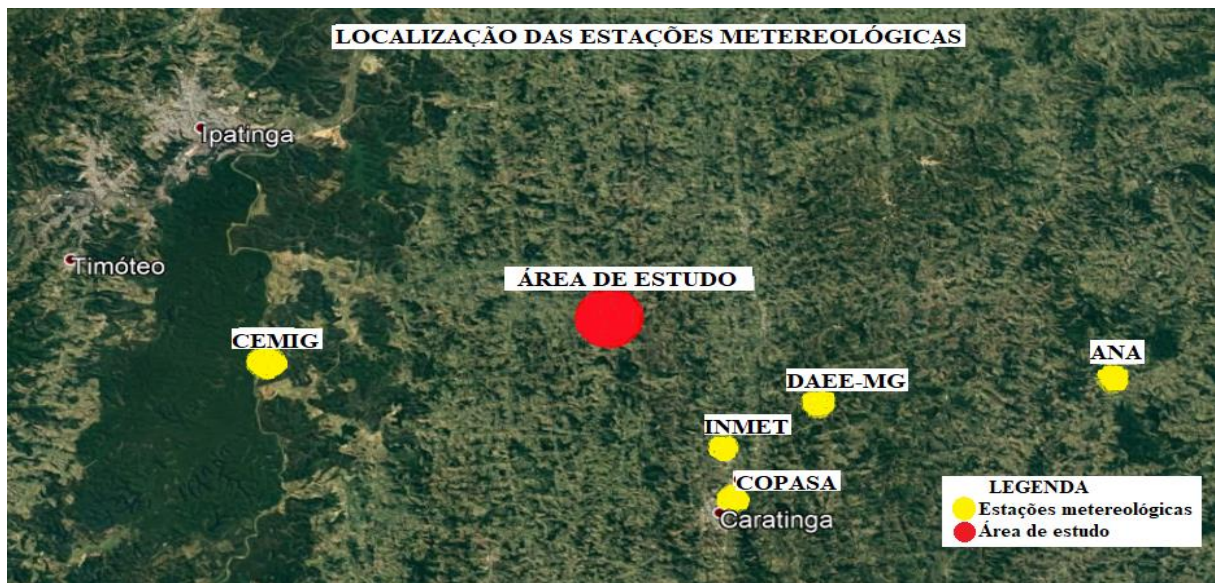 LOCALIZAÇÃO DAS ESTAÇÕES METEREOLÓGICAS
Ipatinga
Timóteo
ÁREA DE ESTUDO
CEMIG
ANA
DAEE-MG
INMET
COPASA
Caratinga
LEGENDA
Estações metereológicas
Área de estudo